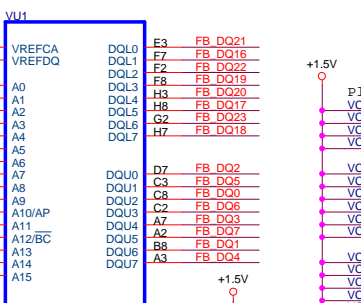 VU1
VREFCA DQL0 E3 FB_DQ21
VREFDQ DQL1 F7 FB_DQ16
DQL2 F2 FB_DQ22
A0 DQL3 F8 FB_DQ19
A1 DQL4 H3 FB_DQ20
A2 DQL5 H8 FB_DQ17
A3 DQL6 G2 FB_DQ23
A4 DQL7 H7 FB_DQ18
A5
A6
A7 DQU0 D7 FB_DQ2
A8 DQU1 C3 FB_DQ5
A9 DQU2 C8 FB_DQ0
A10/AP DQU3 C2 FB_DQ6
A11 DQU4 A7 FB_DQ3
A12/BC DQU5 A2 FB_DQ7
A13 DQU6 B8 FB_DQ1
A14 DQU7 A3 FB_DQ4
A15
+1.5V
+1.5V